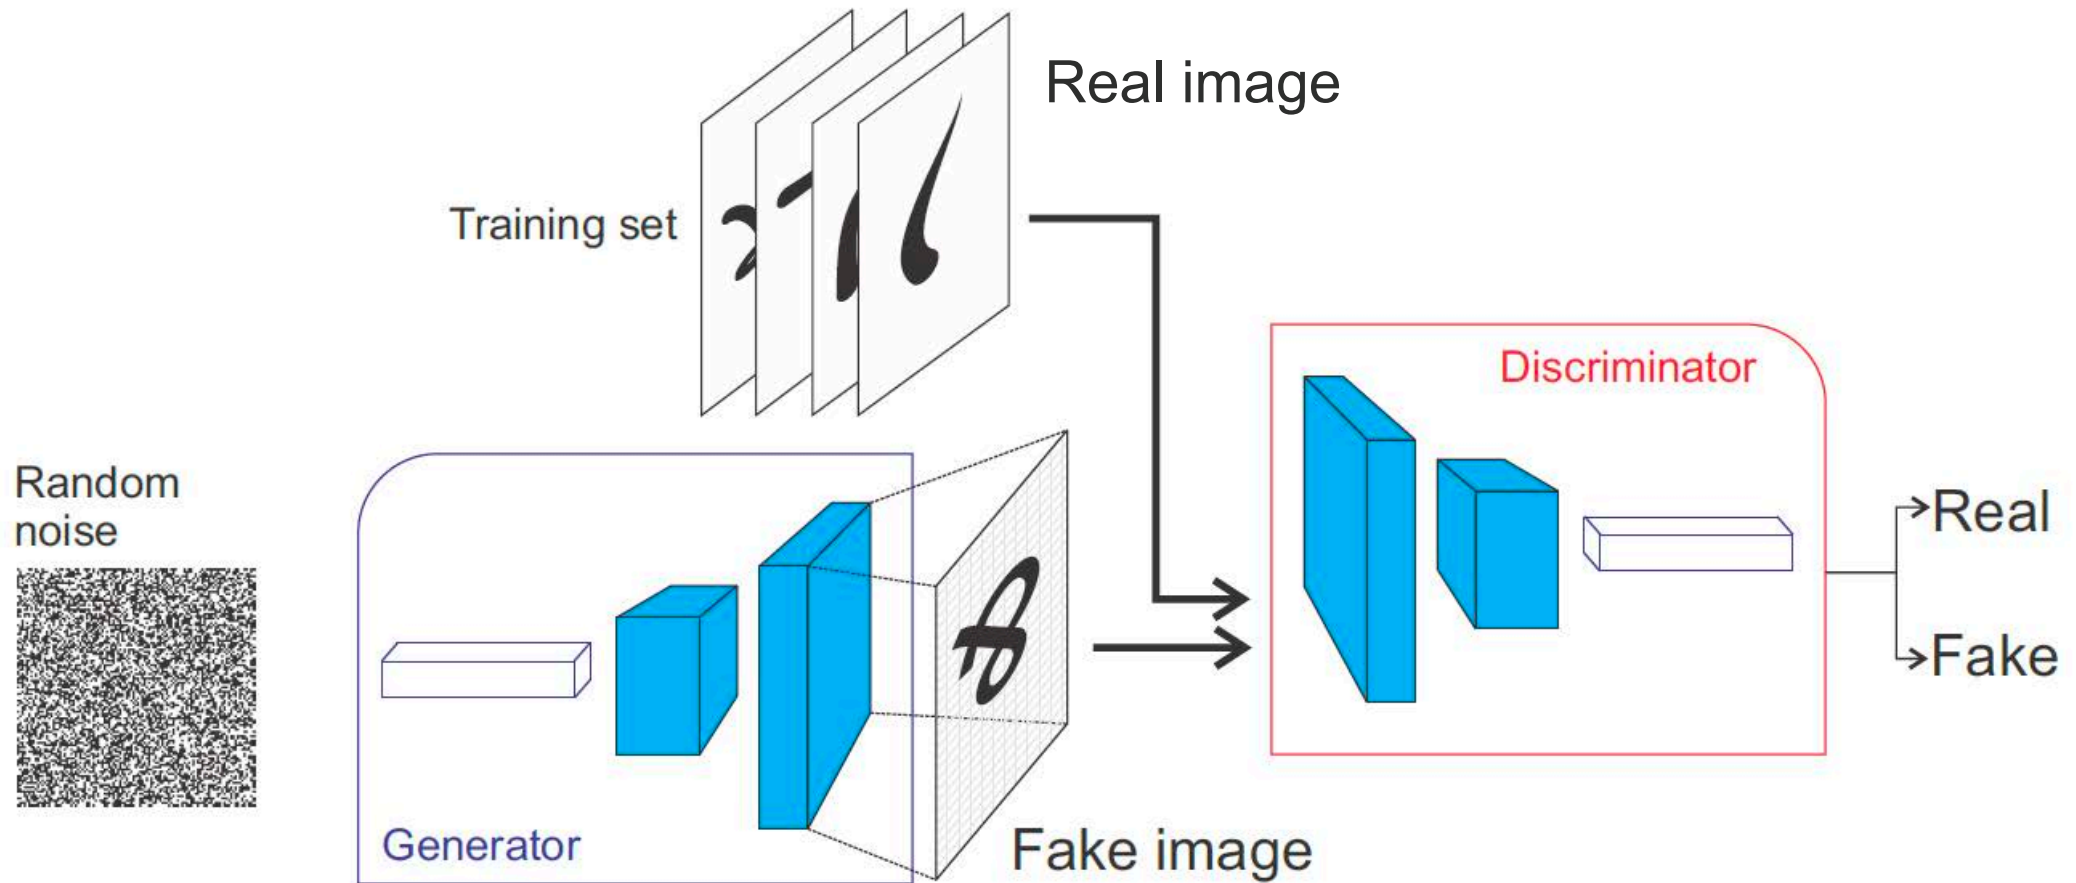 Real image
Training set
Discriminator
Random
noise
Real
Fake
Generator
Fake image